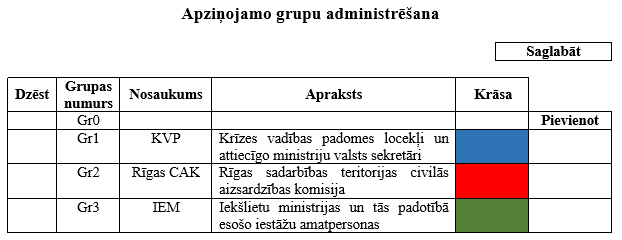 Apziņojamo grupu administrēšana
Saglabāt
Dzēst Grupas numurs Nosaukums Apraksts Krāsa
Gr0 Pievienot
Gr1 KVP Krīzes vadības padomes locekļi un
attiecīgo ministriju valsts sekretāri
Gr2 Rīgas CAK Rīgas sadarbības teritorijas civilās
aizsardzības komisija
Gr3 IEM Iekšlietu ministrijas un tās padotībā
esošo iestāžu amatpersonas